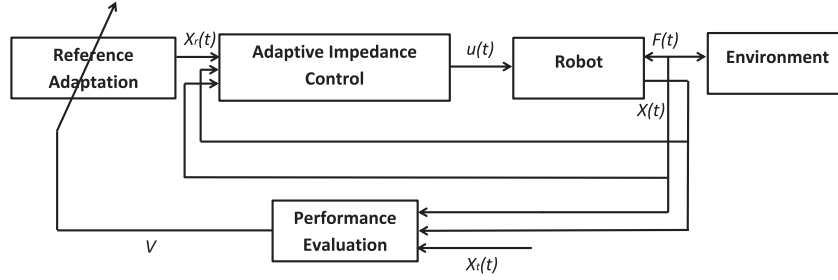 Reference
Adaptation
Xr(t)
Adaptive Impedance
Control
u(t)
Robot
F(t)
X(t)
Environment
Performance
Evaluation
V
Xt(t)